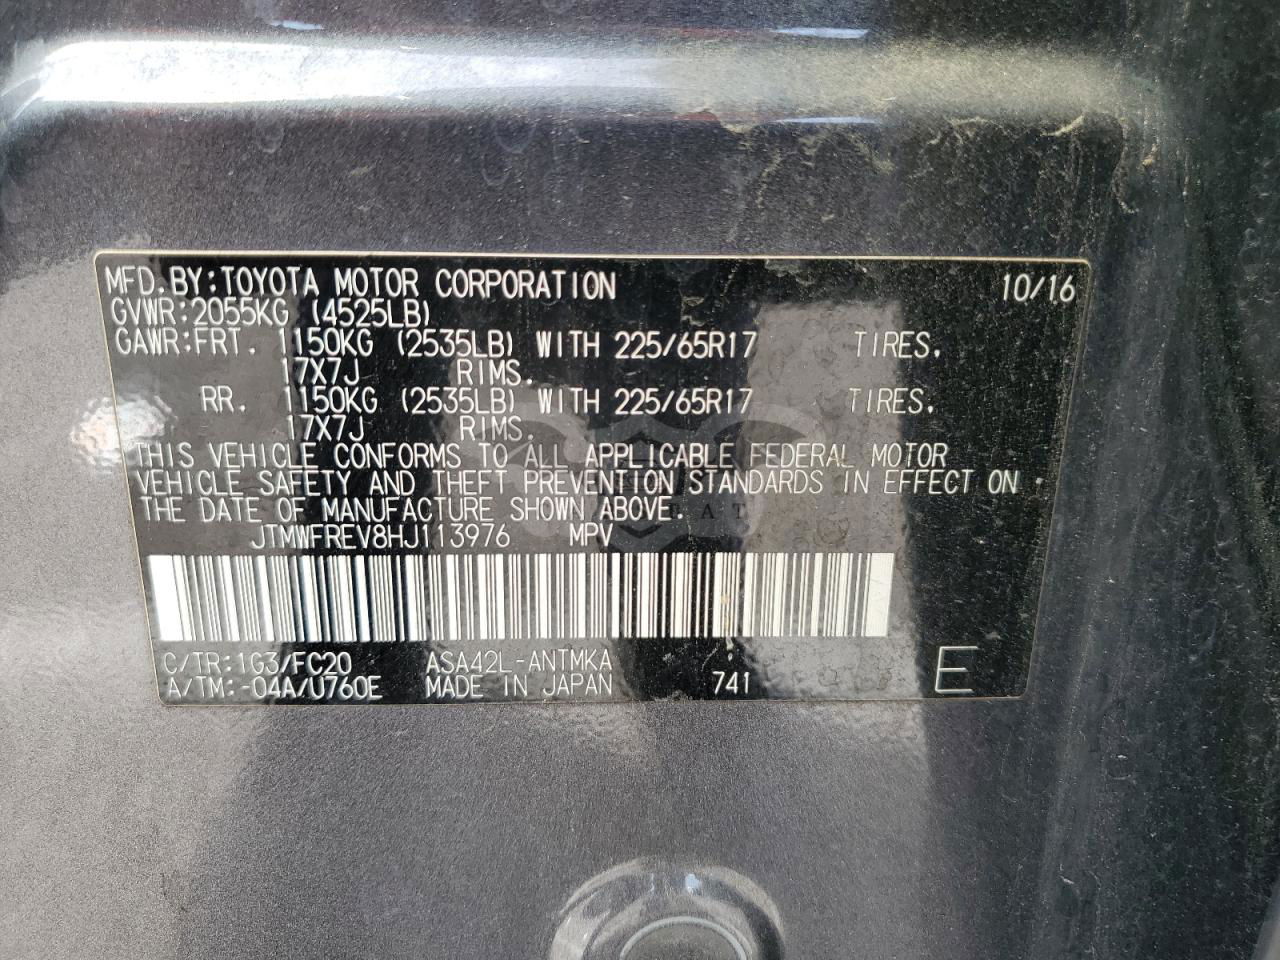 MFD.BY:TOYOTA MOTOR CORPORATION 10/16
GVWR:2055KG (4525LB)
GAWR:FRT. 1150KG (2535LB) WITH 225/65R17 TIRES.
17X7J RIMS.
RR. 1150KG (2535LB) WITH 225/65R17 TIRES.
17X7J RIMS.
THIS VEHICLE CONFORMS TO ALL APPLICABLE FEDERAL MOTOR
VEHICLE SAFETY AND THEFT PREVENTION STANDARDS IN EFFECT ON
THE DATE OF MANUFACTURE SHOWN ABOVE.
JTMWFREV8HJ113976 MPV
C/TR:1G3/FC20 ASA42L-ANTMKA
A/TM:-04A/U760E MADE IN JAPAN 741 E